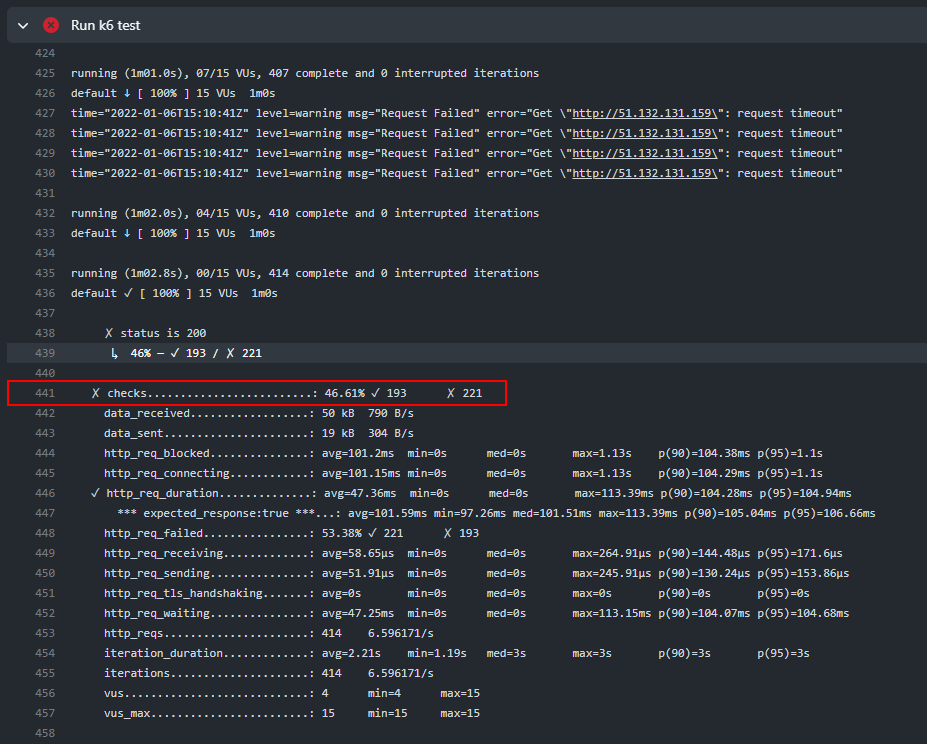 Run k6 test
424
425 running (1m01.0s), 07/15 VUs, 407 complete and 0 interrupted iterations
426 default ↓ [ 100% ] 15 VUs  1m0s
427 time="2022-01-06T15:10:41Z" level=warning msg="Request Failed" error="Get \"http://51.132.131.159\": request timeout"
428 time="2022-01-06T15:10:41Z" level=warning msg="Request Failed" error="Get \"http://51.132.131.159\": request timeout"
429 time="2022-01-06T15:10:41Z" level=warning msg="Request Failed" error="Get \"http://51.132.131.159\": request timeout"
430 time="2022-01-06T15:10:41Z" level=warning msg="Request Failed" error="Get \"http://51.132.131.159\": request timeout"
431
432 running (1m02.0s), 04/15 VUs, 410 complete and 0 interrupted iterations
433 default ↓ [ 100% ] 15 VUs  1m0s
434
435 running (1m02.8s), 00/15 VUs, 414 complete and 0 interrupted iterations
436 default ✓ [ 100% ] 15 VUs  1m0s
437
438 ✗ status is 200
439 ↳  46% — ✓ 193 / ✗ 221
440
441 ✗ checks.........................: 46.61% ✓ 193      ✗ 221
442 data_received..................: 50 kB  790 B/s
443 data_sent......................: 19 kB  304 B/s
444 http_req_blocked...............: avg=101.2ms  min=0s      med=0s       max=1.13s    p(90)=104.38ms p(95)=1.1s
445 http_req_connecting............: avg=101.15ms min=0s      med=0s       max=1.13s    p(90)=104.29ms p(95)=1.1s
446 ✓ http_req_duration..............: avg=47.36ms  min=0s      med=0s       max=113.39ms p(90)=104.28ms p(95)=104.94ms
447 *** expected_response:true ***...: avg=101.59ms min=97.26ms med=101.51ms max=113.39ms p(90)=105.04ms p(95)=106.66ms
448 http_req_failed................: 53.38% ✓ 221      ✗ 193
449 http_req_receiving.............: avg=58.65µs  min=0s      med=0s       max=264.91µs p(90)=144.48µs p(95)=171.6µs
450 http_req_sending...............: avg=51.91µs  min=0s      med=0s       max=245.91µs p(90)=130.24µs p(95)=153.86µs
451 http_req_tls_handshaking.......: avg=0s       min=0s      med=0s       max=0s       p(90)=0s       p(95)=0s
452 http_req_waiting...............: avg=47.25ms  min=0s      med=0s       max=113.15ms p(90)=104.07ms p(95)=104.68ms
453 http_reqs......................: 414    6.596171/s
454 iteration_duration.............: avg=2.21s    min=1.19s   med=3s       max=3s       p(90)=3s       p(95)=3s
455 iterations.....................: 414    6.596171/s
456 vus............................: 4      min=4      max=15
457 vus_max........................: 15     min=15     max=15
458